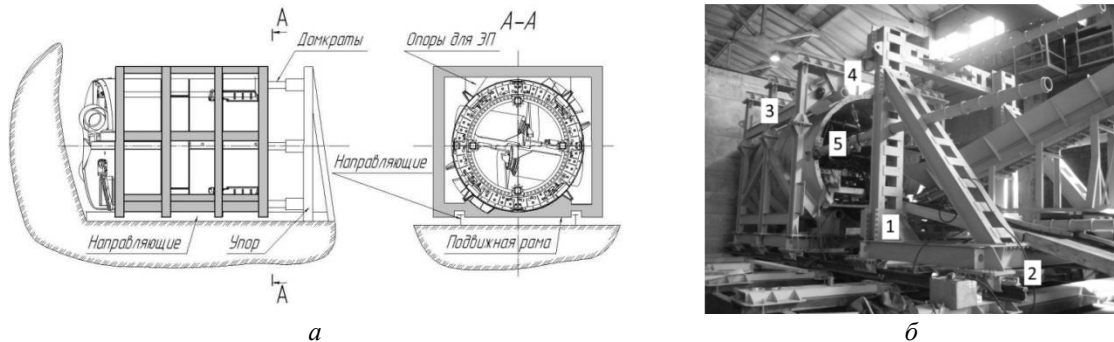 А
А-А
Домкраты
Опоры для ЭП
Направляющие
Направляющие
Упор
Подвижная рама
А
4
3
5
1
2
а
б